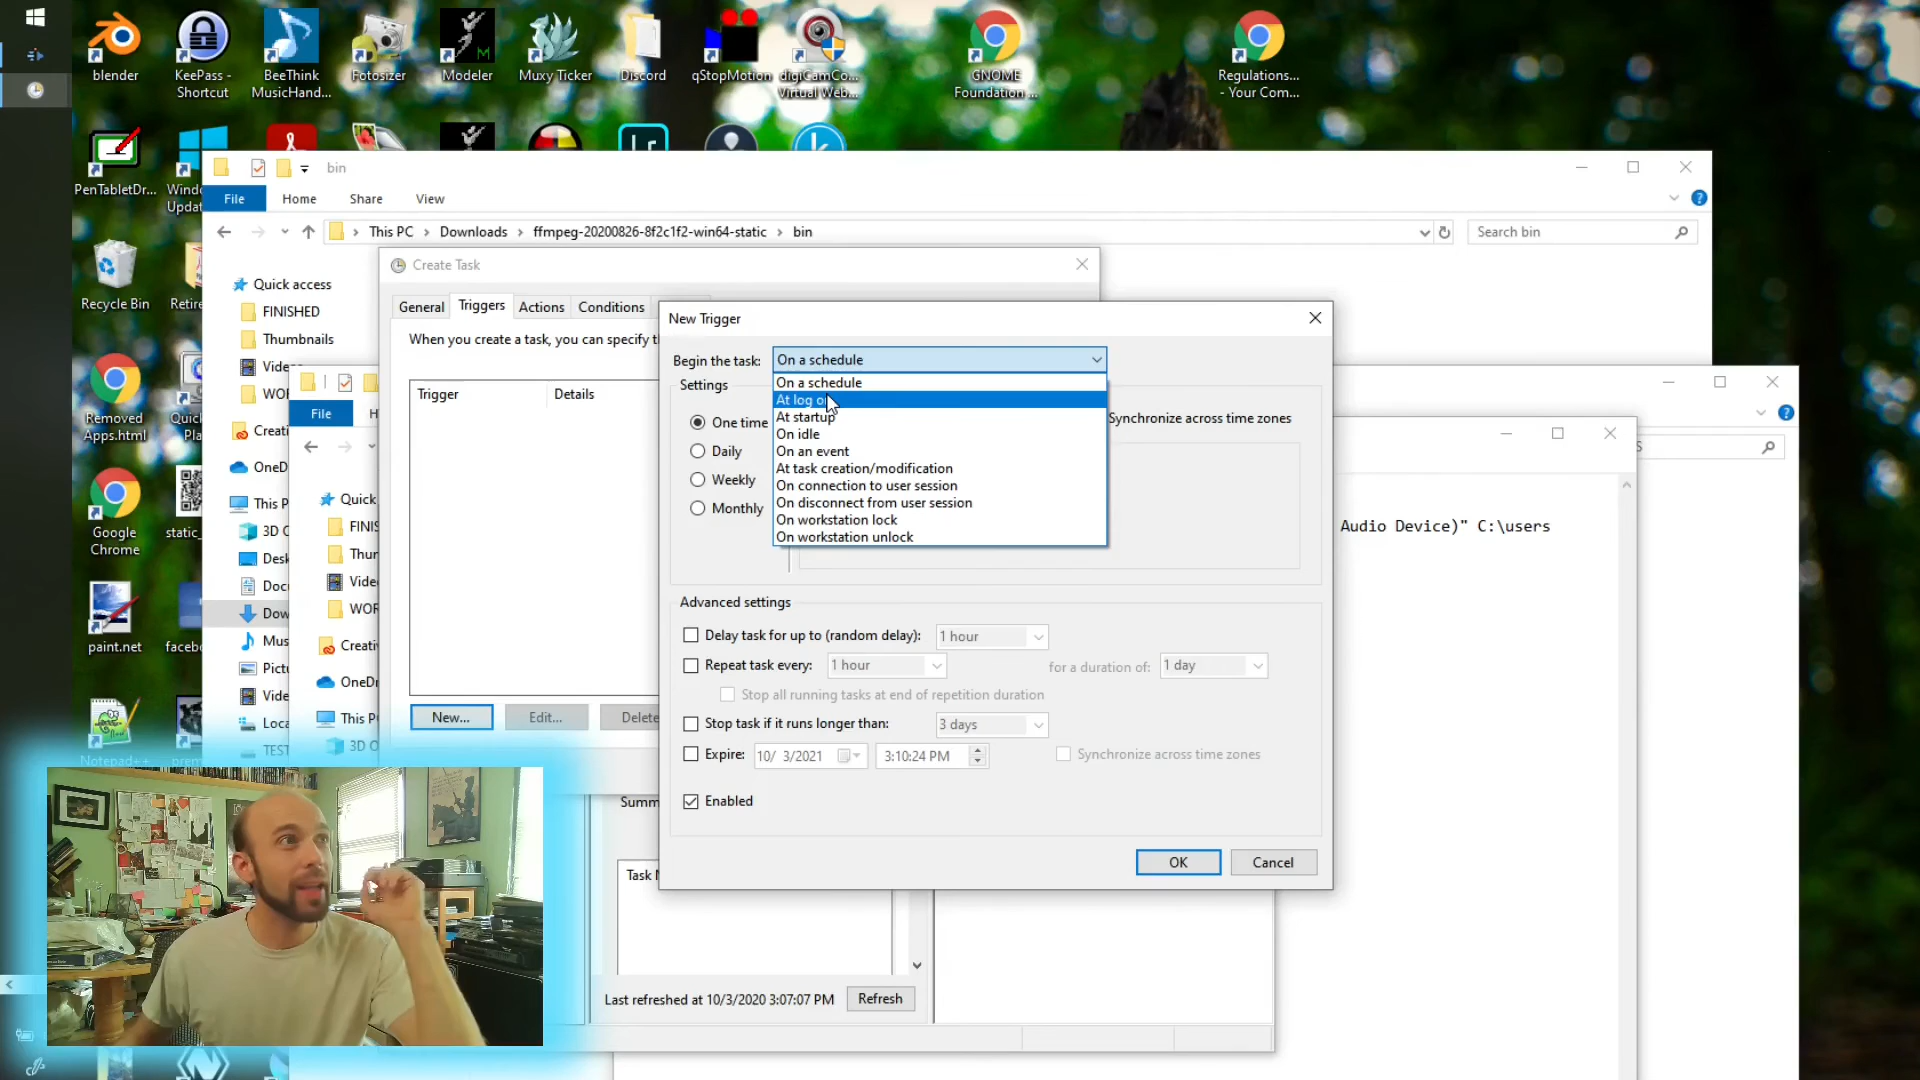 blender
KeePass - Shortcut
BeeThink MusicHand...
Fotosizer
Modeler
Muxy Ticker
Discord
qStopMotion
digiCamCo... Virtual Web...
GNOME Foundation ...
Regulations... - Your Com...
PenTabletDr...
Recycle Bin
Removed Apps.html
Google Chrome
paint.net
Notepad++
bin
File
Home
Share
View
This PC
Downloads
ffmpeg-20200826-8f2c1f2-win64-static
bin
Search bin
Quick access
FINISHED
Thumbnails
File
Create Task
General
Triggers
Actions
Conditions
When you create a task, you can specify
Trigger
Details
New...
Edit...
Delete
New Trigger
Begin the task:
On a schedule
On a schedule
At log on
At startup
On idle
On an event
At task creation/modification
On connection to user session
On disconnect from user session
On workstation lock
On workstation unlock
Settings
One time
Daily
Weekly
Monthly
Synchronize across time zones
Audio Device)" C:\users
Advanced settings
Delay task for up to (random delay):
1 hour
Repeat task every:
1 hour
for a duration of:
1 day
Stop all running tasks at end of repetition duration
Stop task if it runs longer than:
3 days
Expire:
10/ 3/2021
3:10:24 PM
Synchronize across time zones
Enabled
OK
Cancel
Last refreshed at 10/3/2020 3:07:07 PM
Refresh